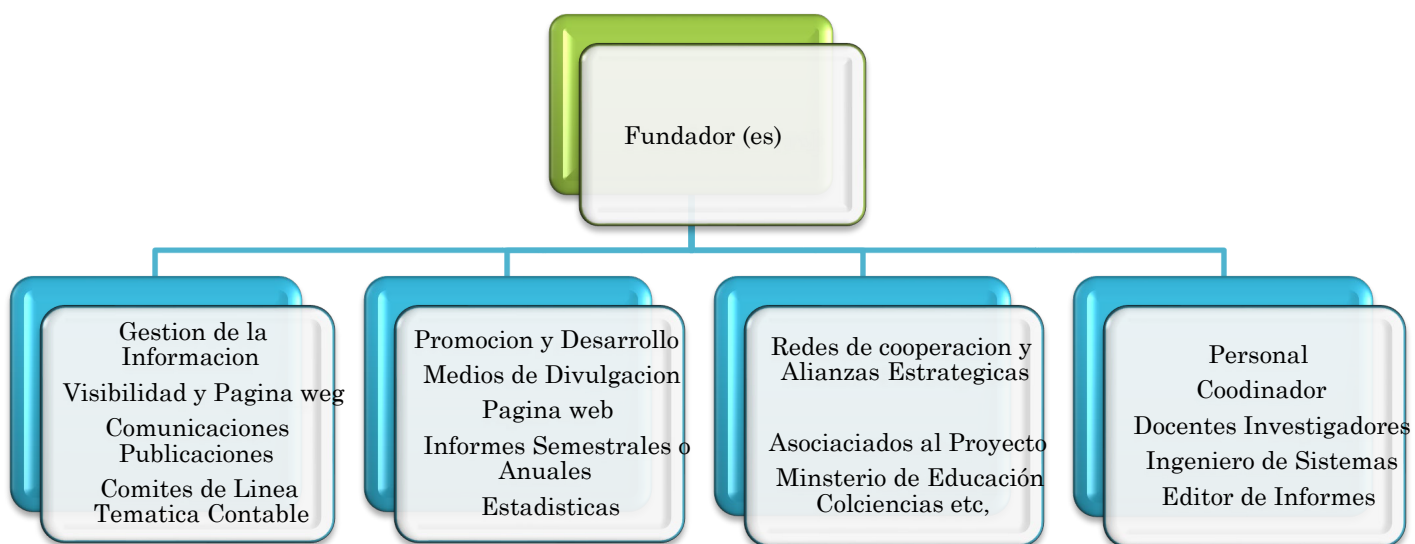 Fundador (es)
Gestion de la
Informacion
Visibilidad y Pagina weg
Comunicaciones
Publicaciones
Comites de Linea
Tematica Contable
Promocion y Desarrollo
Medios de Divulgacion
Pagina web
Informes Semestrales o
Anuales
Estadisticas
Redes de cooperacion y
Alianzas Estrategicas
Asociaciados al Proyecto
Minsterio de Educación
Colciencias etc,
Personal
Coodinador
Docentes Investigadores
Ingeniero de Sistemas
Editor de Informes